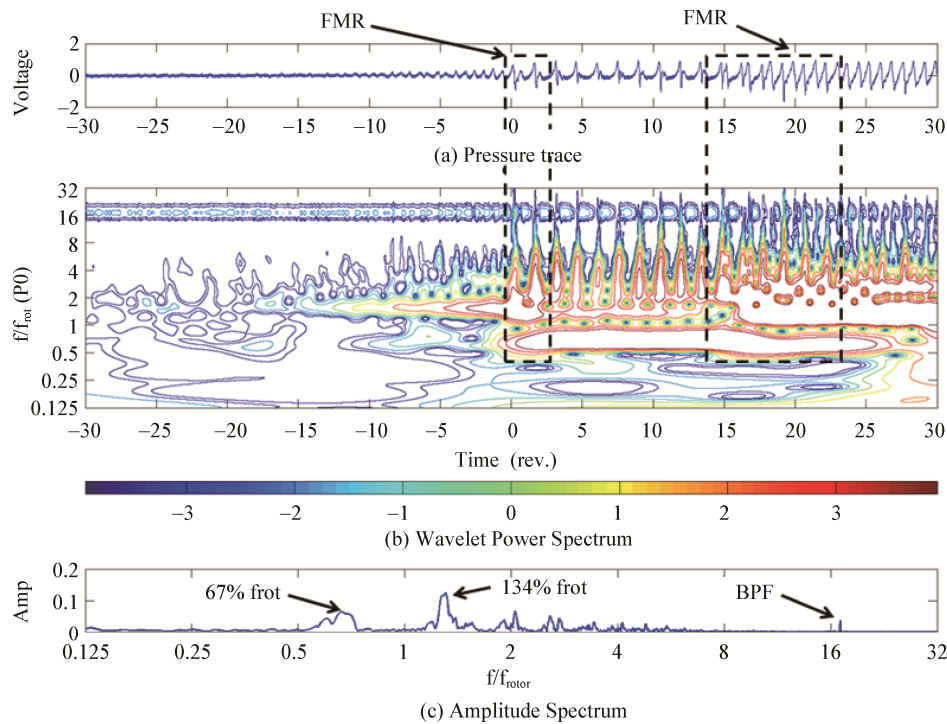 FMR FMR
Voltage
2
0
−2
−30 −25 −20 −15 −10 −5 0 5 10 15 20 25 30
(a) Pressure trace
f/f_rot (P0)
32
16
8
4
2
1
0.5
0.25
0.125
−30 −25 −20 −15 −10 −5 0 5 10 15 20 25 30
Time (rev.)
−3 −2 −1 0 1 2 3
(b) Wavelet Power Spectrum
Amp
0.2
0.1
0
67% frot 134% frot BPF
0.125 0.25 0.5 1 2 4 8 16 32
f/f_rotor
(c) Amplitude Spectrum